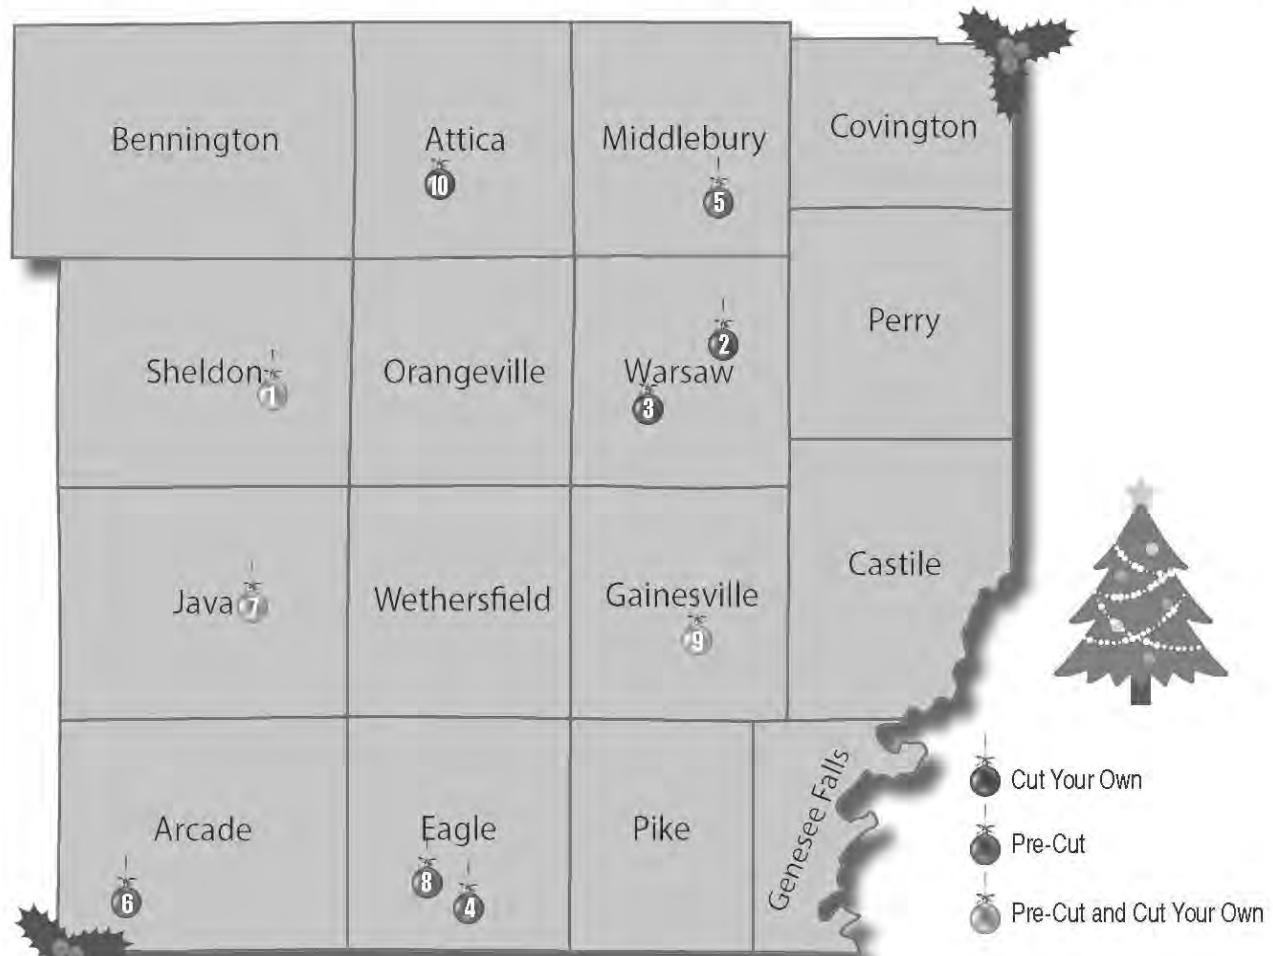 Bennington
Attica
Middlebury
Covington
10
5
Perry
2
Sheldon
Orangeville
Warsaw
1
3
Castile
Java
7
Wethersfield
Gainesville
9
Genesee Falls
Cut Your Own
Arcade
Eagle
Pike
Pre-Cut
8
6
4
Pre-Cut and Cut Your Own